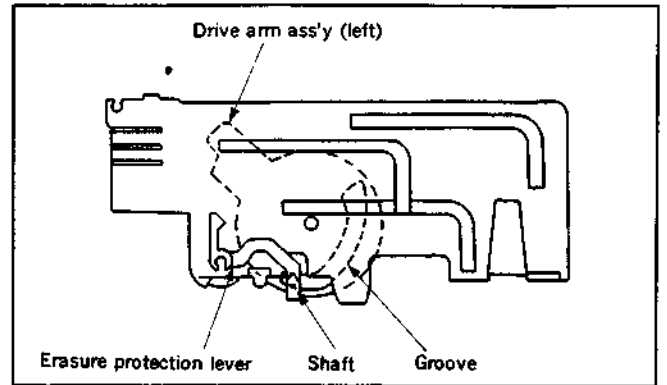 Drive arm ass'y (left)
Erasure protection lever
Shaft
Groove